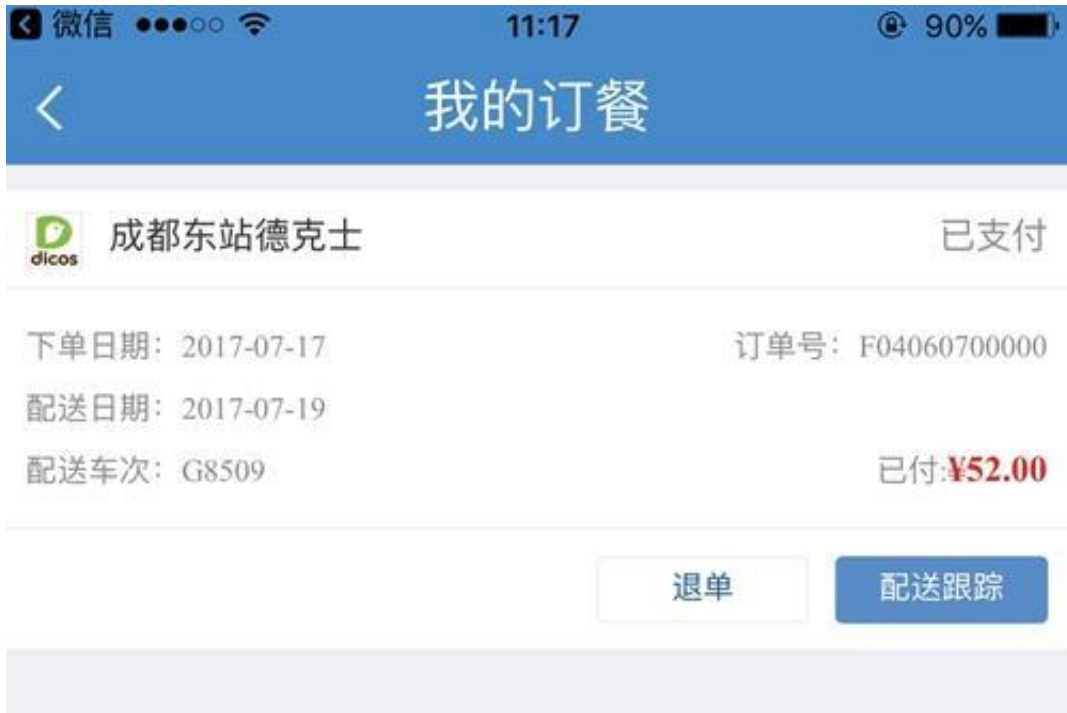 微信 11:17 90%
我的订餐
dicos 成都东站德克士 已支付
下单日期：2017-07-17 订单号：F04060700000
配送日期：2017-07-19
配送车次：G8509 已付:¥52.00
退单 配送跟踪